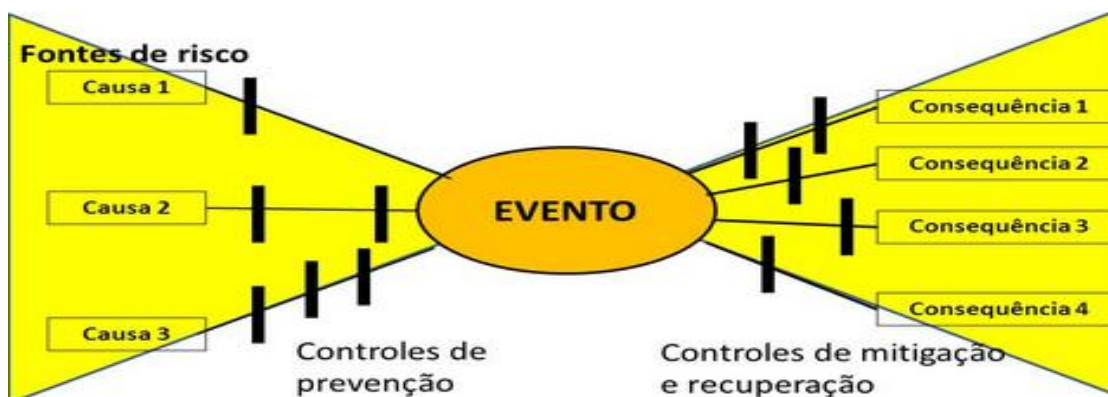 Fontes de risco
Causa 1
Causa 2
Causa 3
Controles de
prevenção
EVENTO
Consequência 1
Consequência 2
Consequência 3
Consequência 4
Controles de mitigação
e recuperação